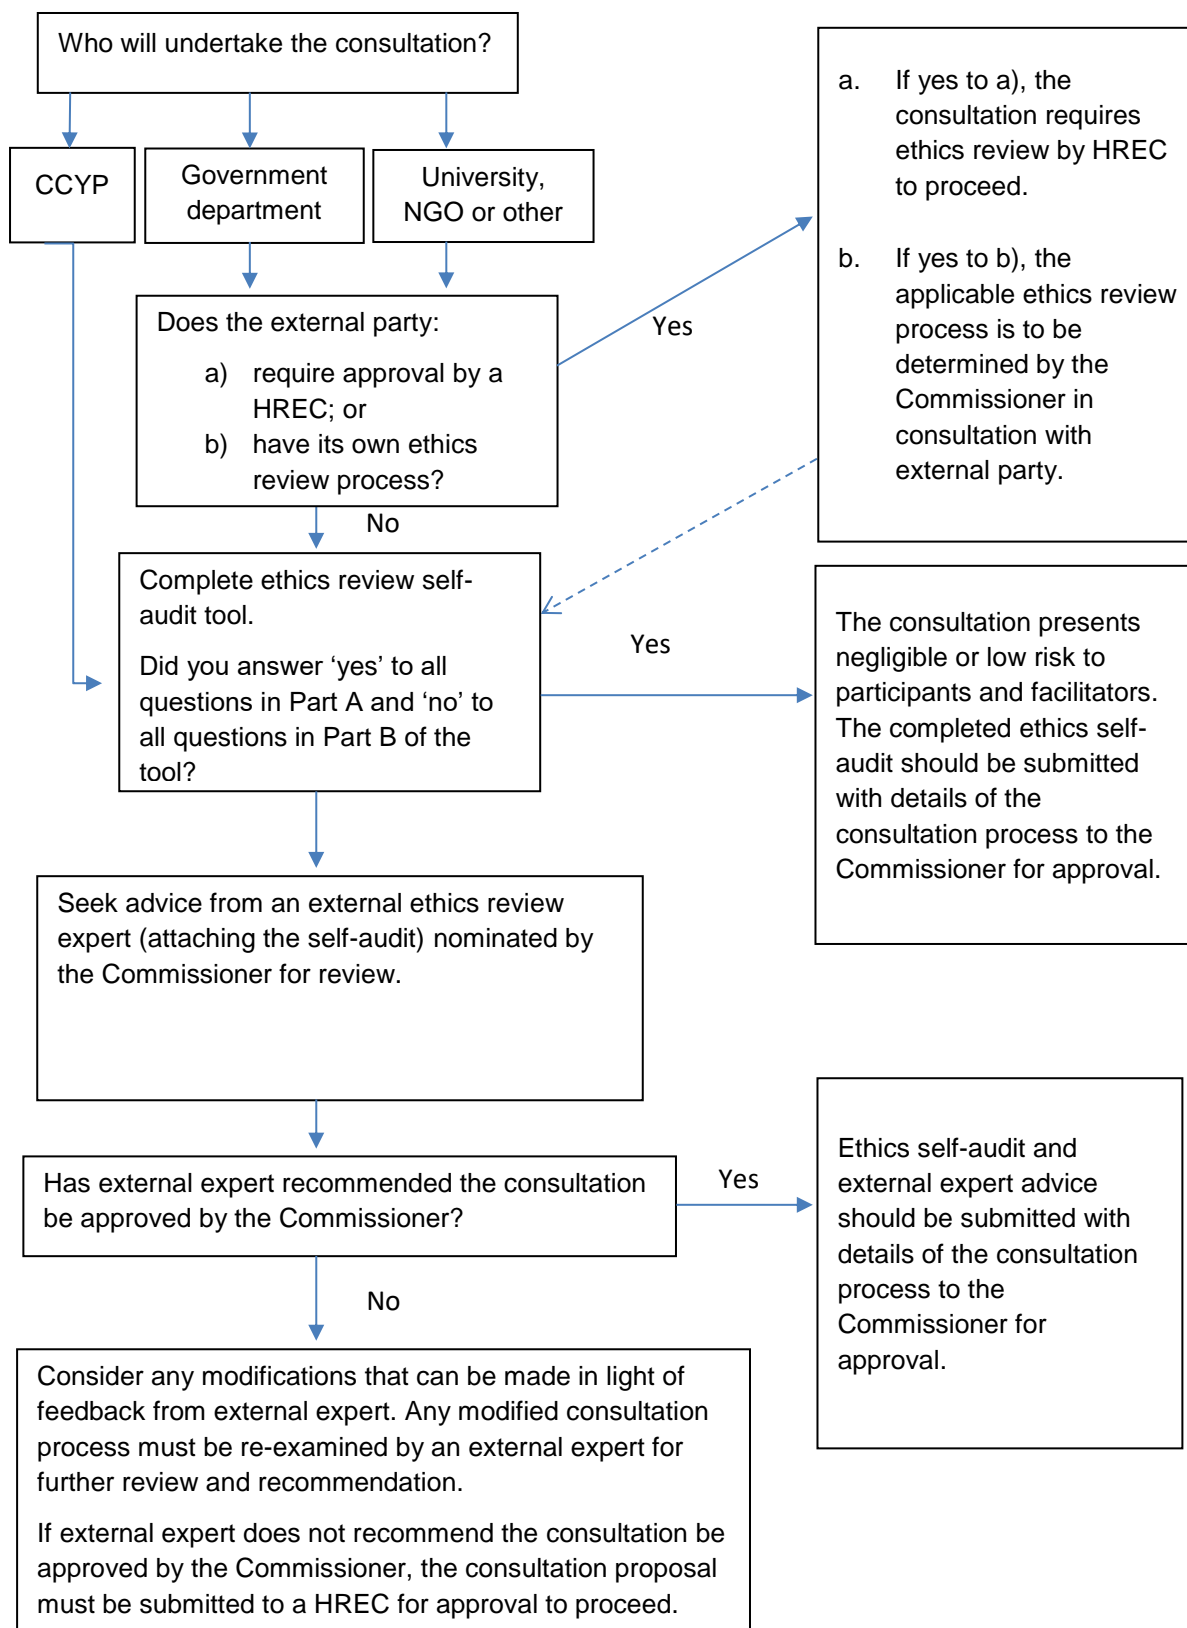 Who will undertake the consultation?
CCYP
Government
department
University,
NGO or other
Does the external party:
a) require approval by a
HREC; or
b) have its own ethics
review process?
Yes
a. If yes to a), the
consultation requires
ethics review by HREC
to proceed.
b. If yes to b), the
applicable ethics review
process is to be
determined by the
Commissioner in
consultation with
external party.
No
Complete ethics review self-
audit tool.
Did you answer ‘yes’ to all
questions in Part A and ‘no’ to
all questions in Part B of the
tool?
Yes
The consultation presents
negligible or low risk to
participants and facilitators.
The completed ethics self-
audit should be submitted
with details of the
consultation process to the
Commissioner for approval.
Seek advice from an external ethics review
expert (attaching the self-audit) nominated by
the Commissioner for review.
Has external expert recommended the consultation
be approved by the Commissioner?
Yes
Ethics self-audit and
external expert advice
should be submitted with
details of the consultation
process to the
Commissioner for
approval.
No
Consider any modifications that can be made in light of
feedback from external expert. Any modified consultation
process must be re-examined by an external expert for
further review and recommendation.
If external expert does not recommend the consultation be
approved by the Commissioner, the consultation proposal
must be submitted to a HREC for approval to proceed.